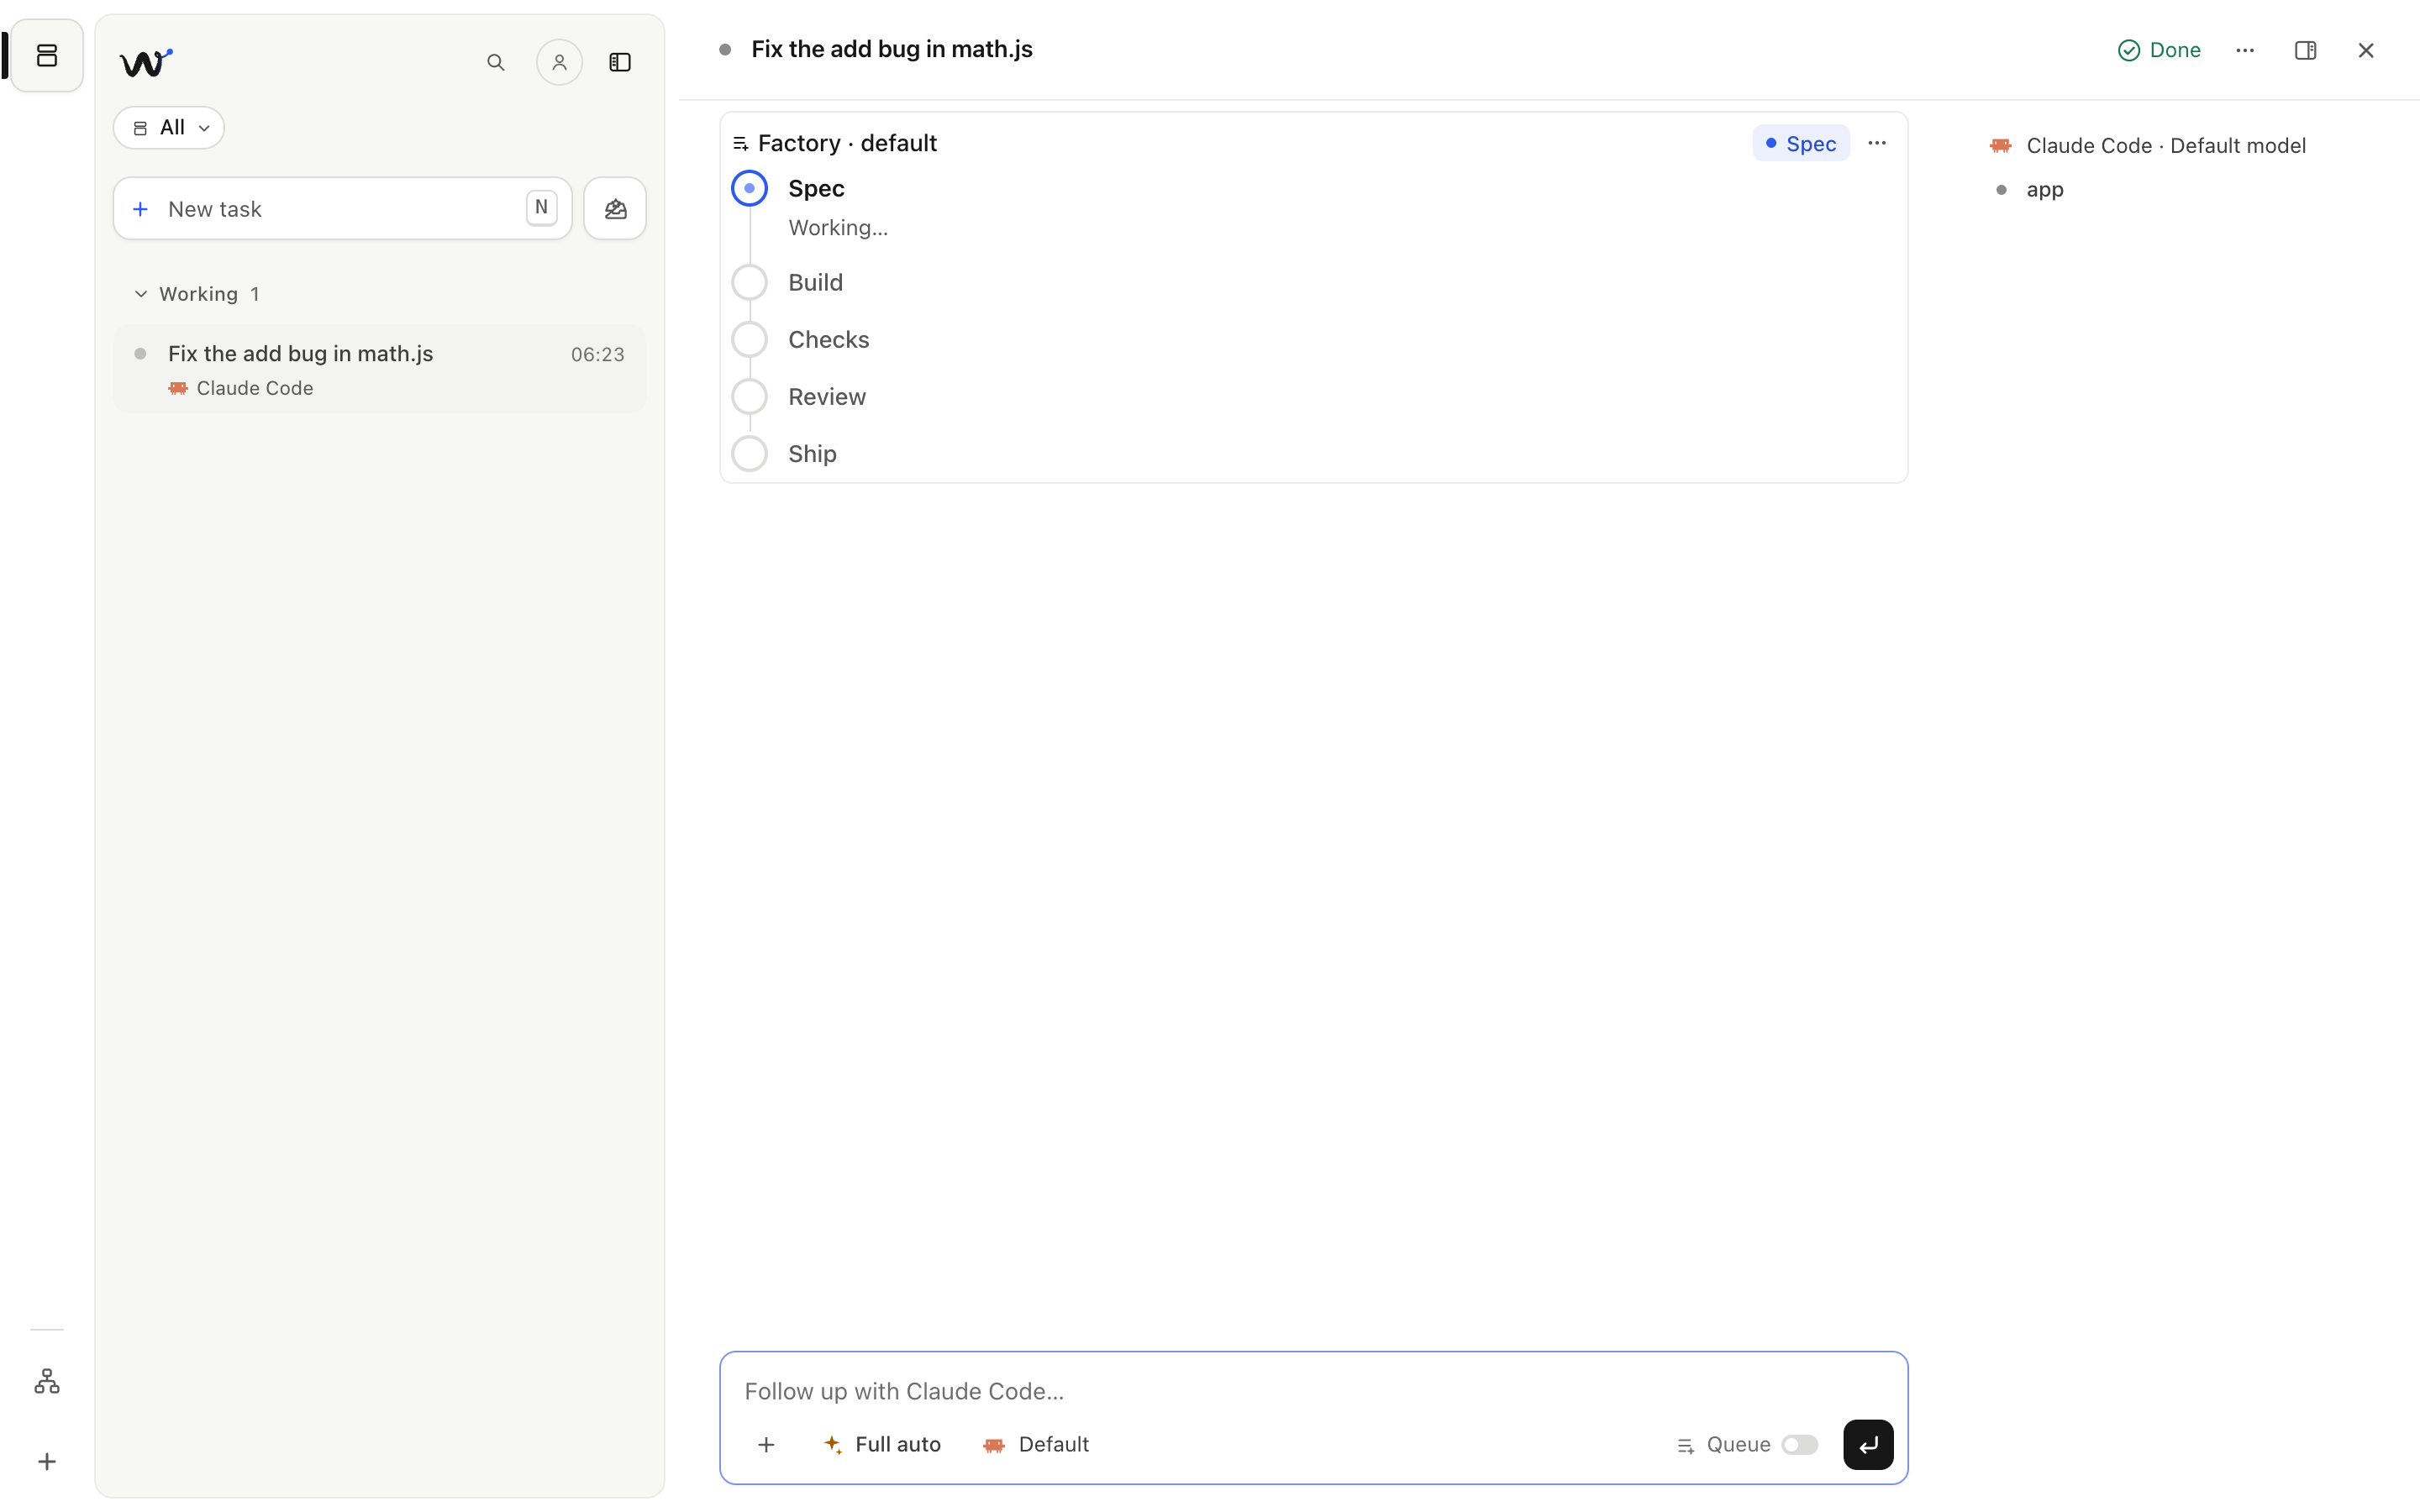 All
New task
N
Working 1
Fix the add bug in math.js
06:23
Claude Code
Fix the add bug in math.js
Done
Factory · default
Spec
Spec
Working...
Build
Checks
Review
Ship
Claude Code · Default model
app
Follow up with Claude Code...
Full auto
Default
Queue